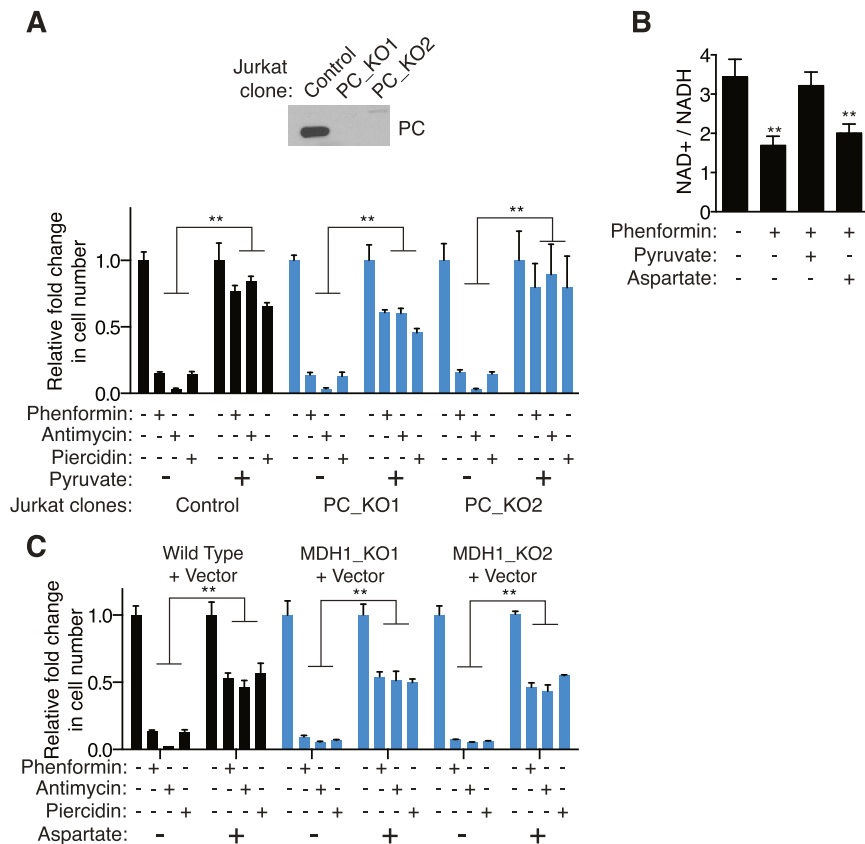 A
Jurkat clone:
Control PC_KO1 PC_KO2
PC
Relative fold change in cell number
1.0
0.5
0.0
** ** **
Phenformin: - + - - - + - - - + - - - + - - - + - - - + - -
Antimycin: - - + - - - + - - - + - - - + - - - + - - - + -
Piercidin: - - - + - - - + - - - + - - - + - - - + - - - +
Pyruvate: - + - + - +
Jurkat clones: Control PC_KO1 PC_KO2
B
NAD+ / NADH
4
3
2
1
0
** **
Phenformin: - + + +
Pyruvate: - - + -
Aspartate: - - - +
C
Wild Type + Vector
MDH1_KO1 + Vector
MDH1_KO2 + Vector
Relative fold change in cell number
1.0
0.5
0.0
** ** **
Phenformin: - + - - - + - - - + - - - + - - - + - - - + - -
Antimycin: - - + - - - + - - - + - - - + - - - + - - - + -
Piercidin: - - - + - - - + - - - + - - - + - - - + - - - +
Aspartate: - + - + - +